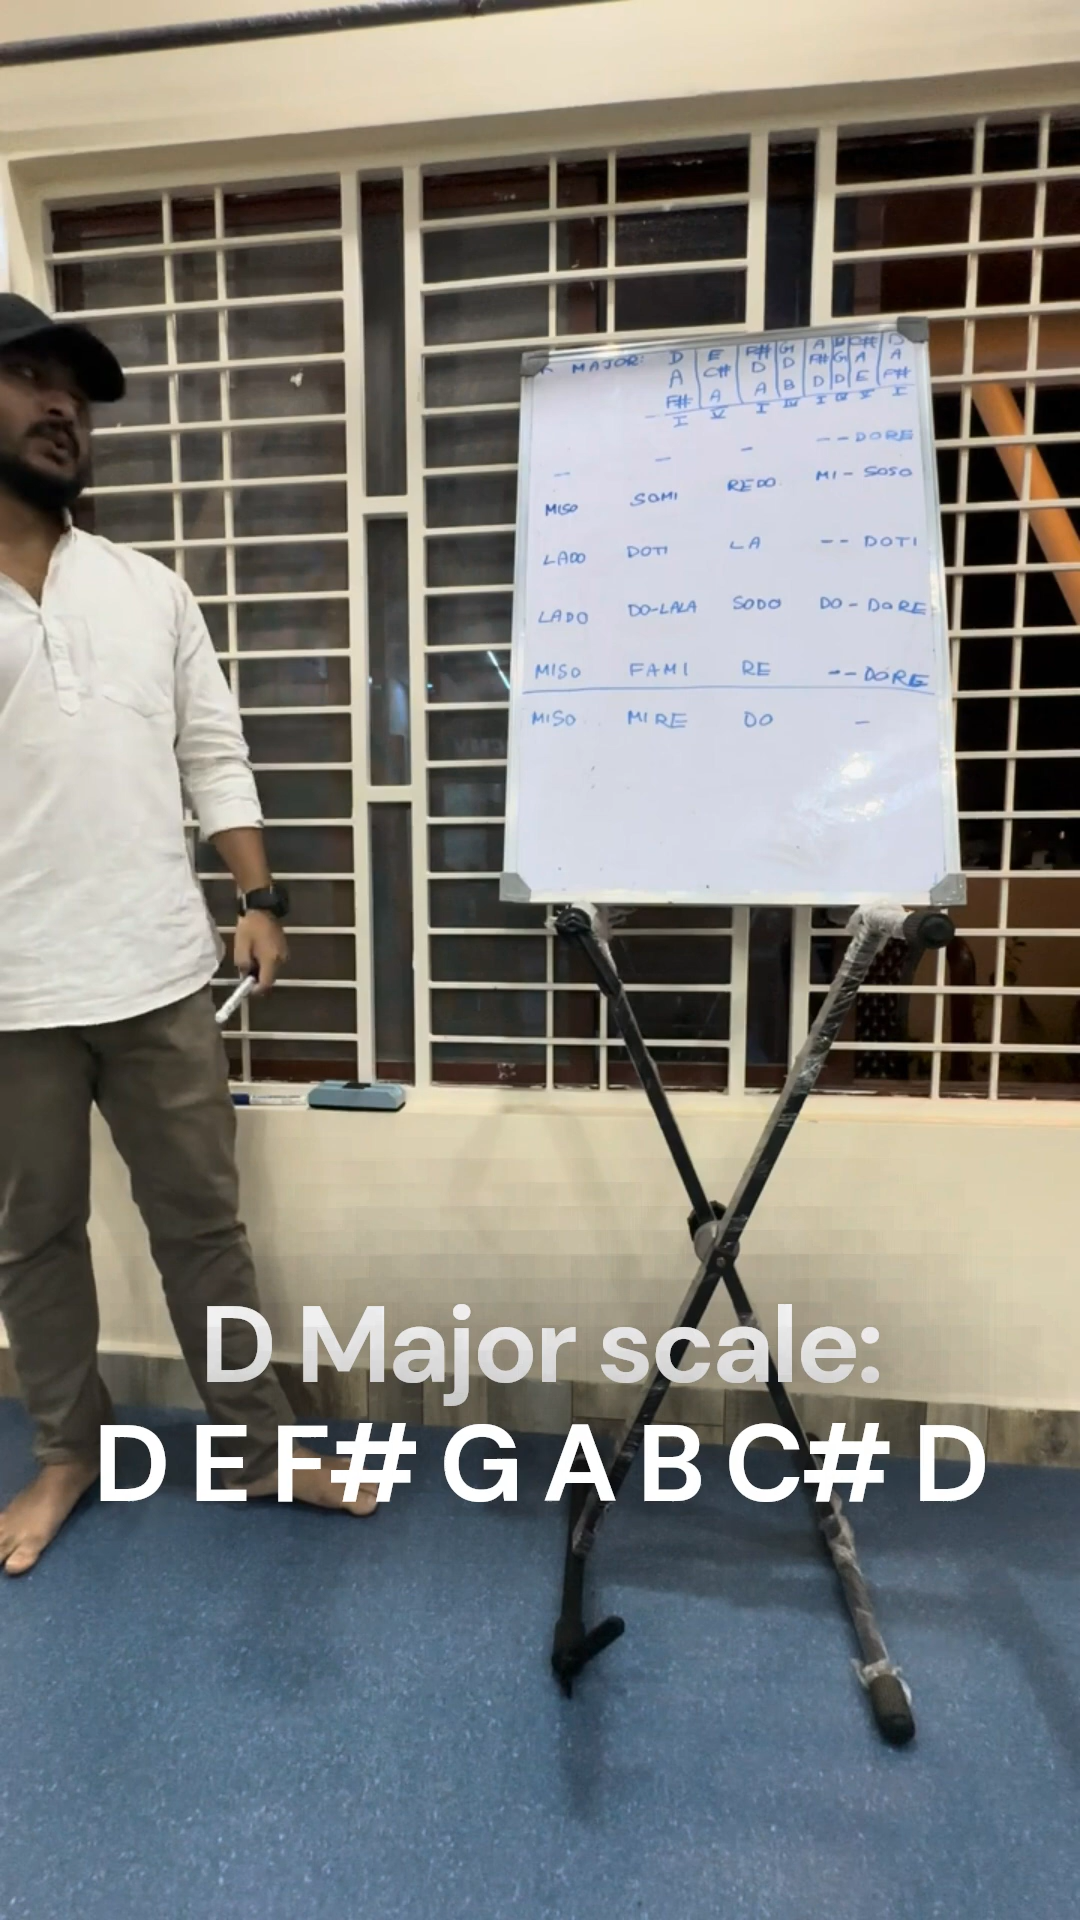 MAJOR: D E F# G A B C# D
A C# D D F# G A A
F# A A B D D E F#
I V I IV I IV V I
– – – – – DORE
MISO SOMI REDO MI – SOSO
LADO DOTI LA – – DOTI
LADO DO-LALA SODO DO – DORE
MISO FAMI RE – – DORE
MISO MIRE DO –
D Major scale:
D E F# G A B C# D